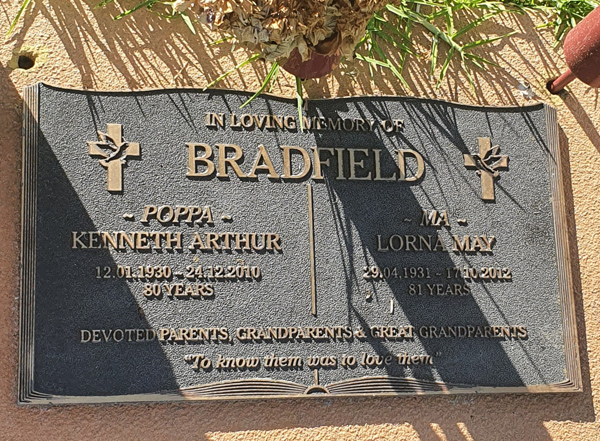 IN LOVING MEMORY OF
BRADFIELD
~ POPPA ~
KENNETH ARTHUR
12.01.1930 ~ 24.12.2010
80 YEARS
~ MA ~
LORNA MAY
29.04.1931 ~ 17.10.2012
81 YEARS
DEVOTED PARENTS, GRANDPARENTS & GREAT GRANDPARENTS
"To know them was to love them"